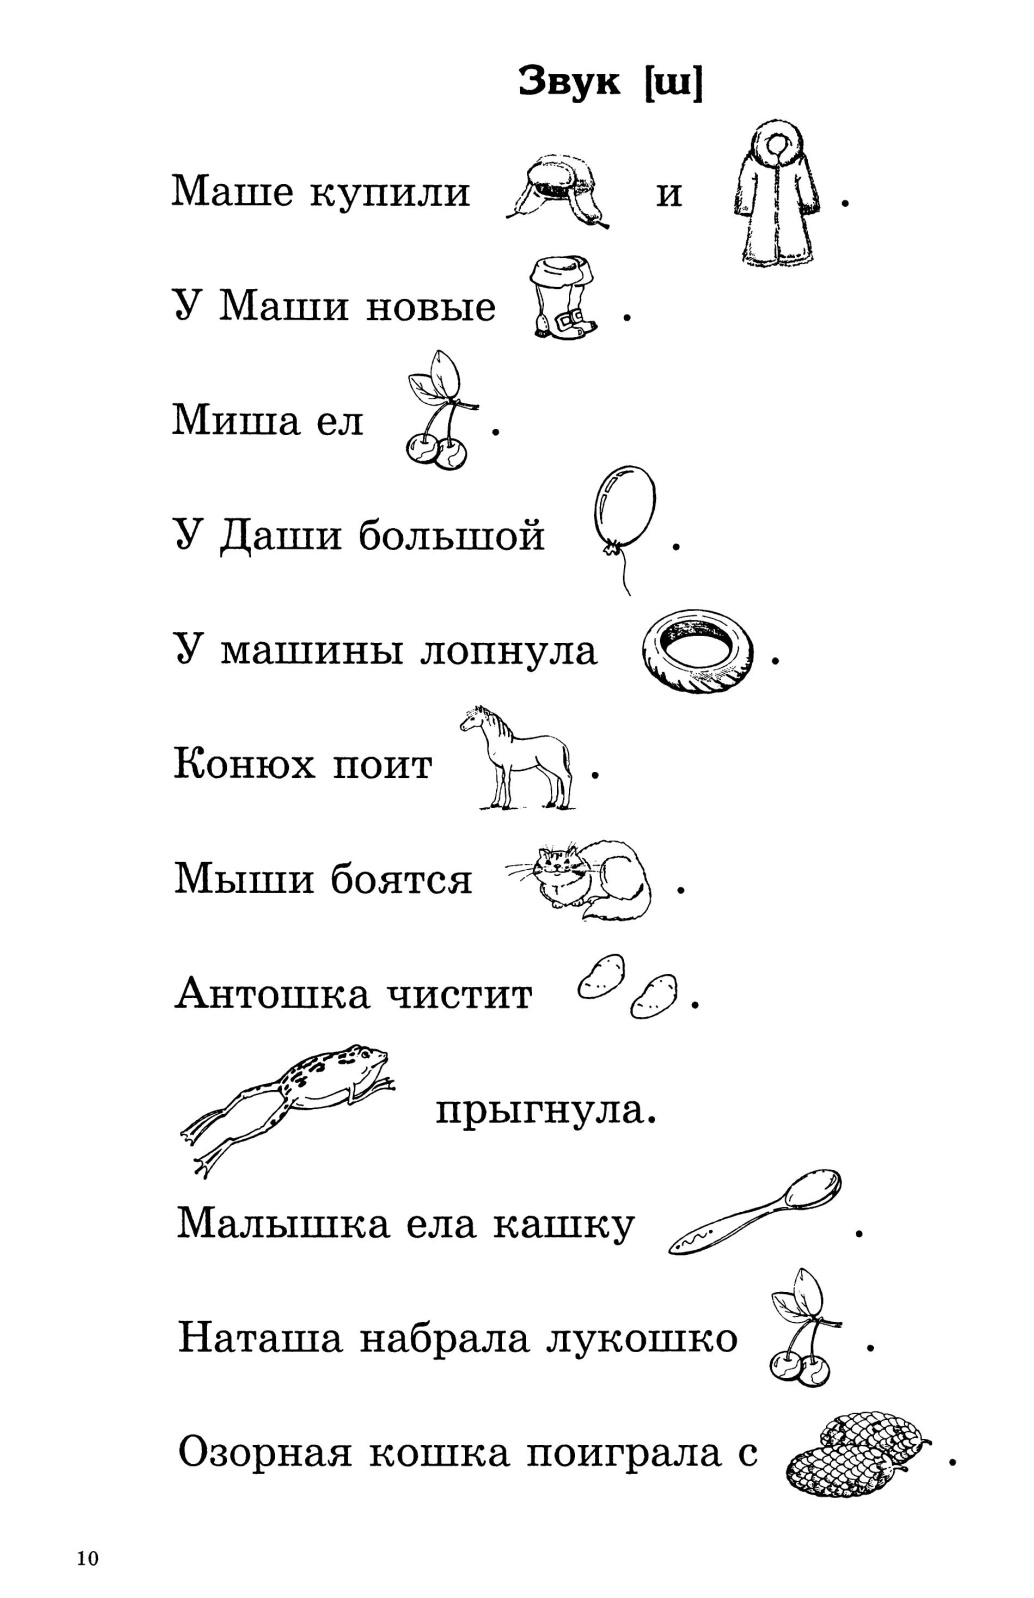 Звук [ш]
Маше купили и .
У Маши новые .
Миша ел .
У Даши большой .
У машины лопнула .
Конюх поит .
Мыши боятся .
Антошка чистит .
прыгнула.
Малышка ела кашку .
Наташа набрала лукошко .
Озорная кошка поиграла с .
10